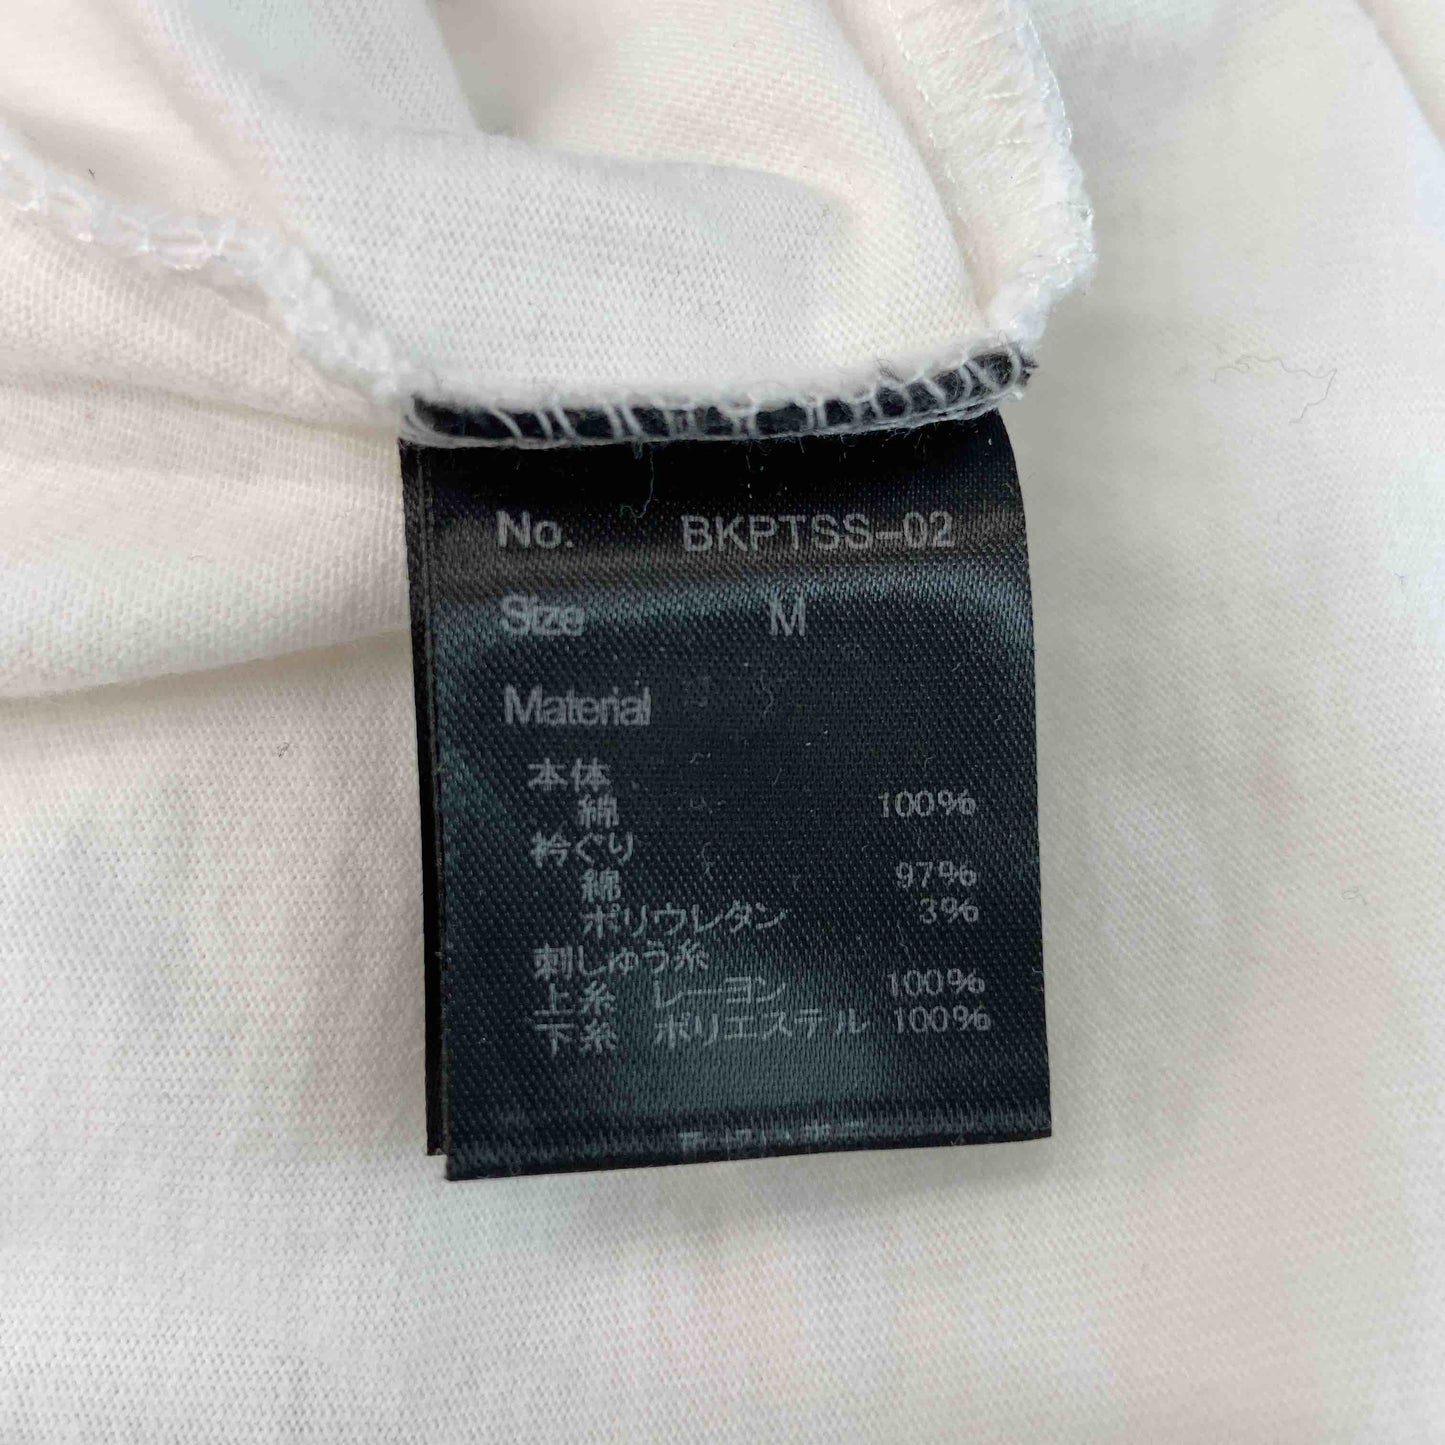 No. BKPTSS-02
Size M
Material
本体
綿 100%
衿ぐり
綿 97%
ポリウレタン 3%
刺しゅう糸
上糸 レーヨン 100%
下糸 ポリエステル 100%